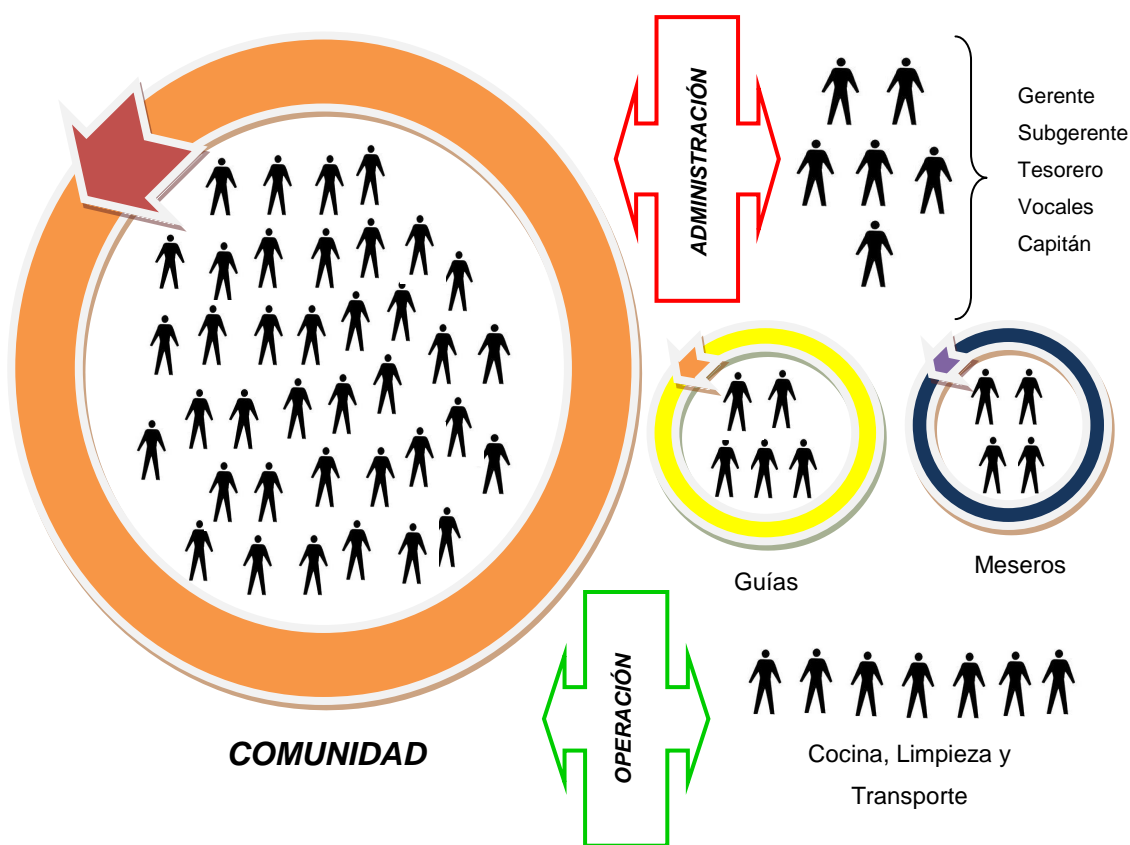 ADMINISTRACIÓN
Gerente
Subgerente
Tesorero
Vocales
Capitán
Guías
Meseros
OPERACIÓN
COMUNIDAD
Cocina, Limpieza y
Transporte